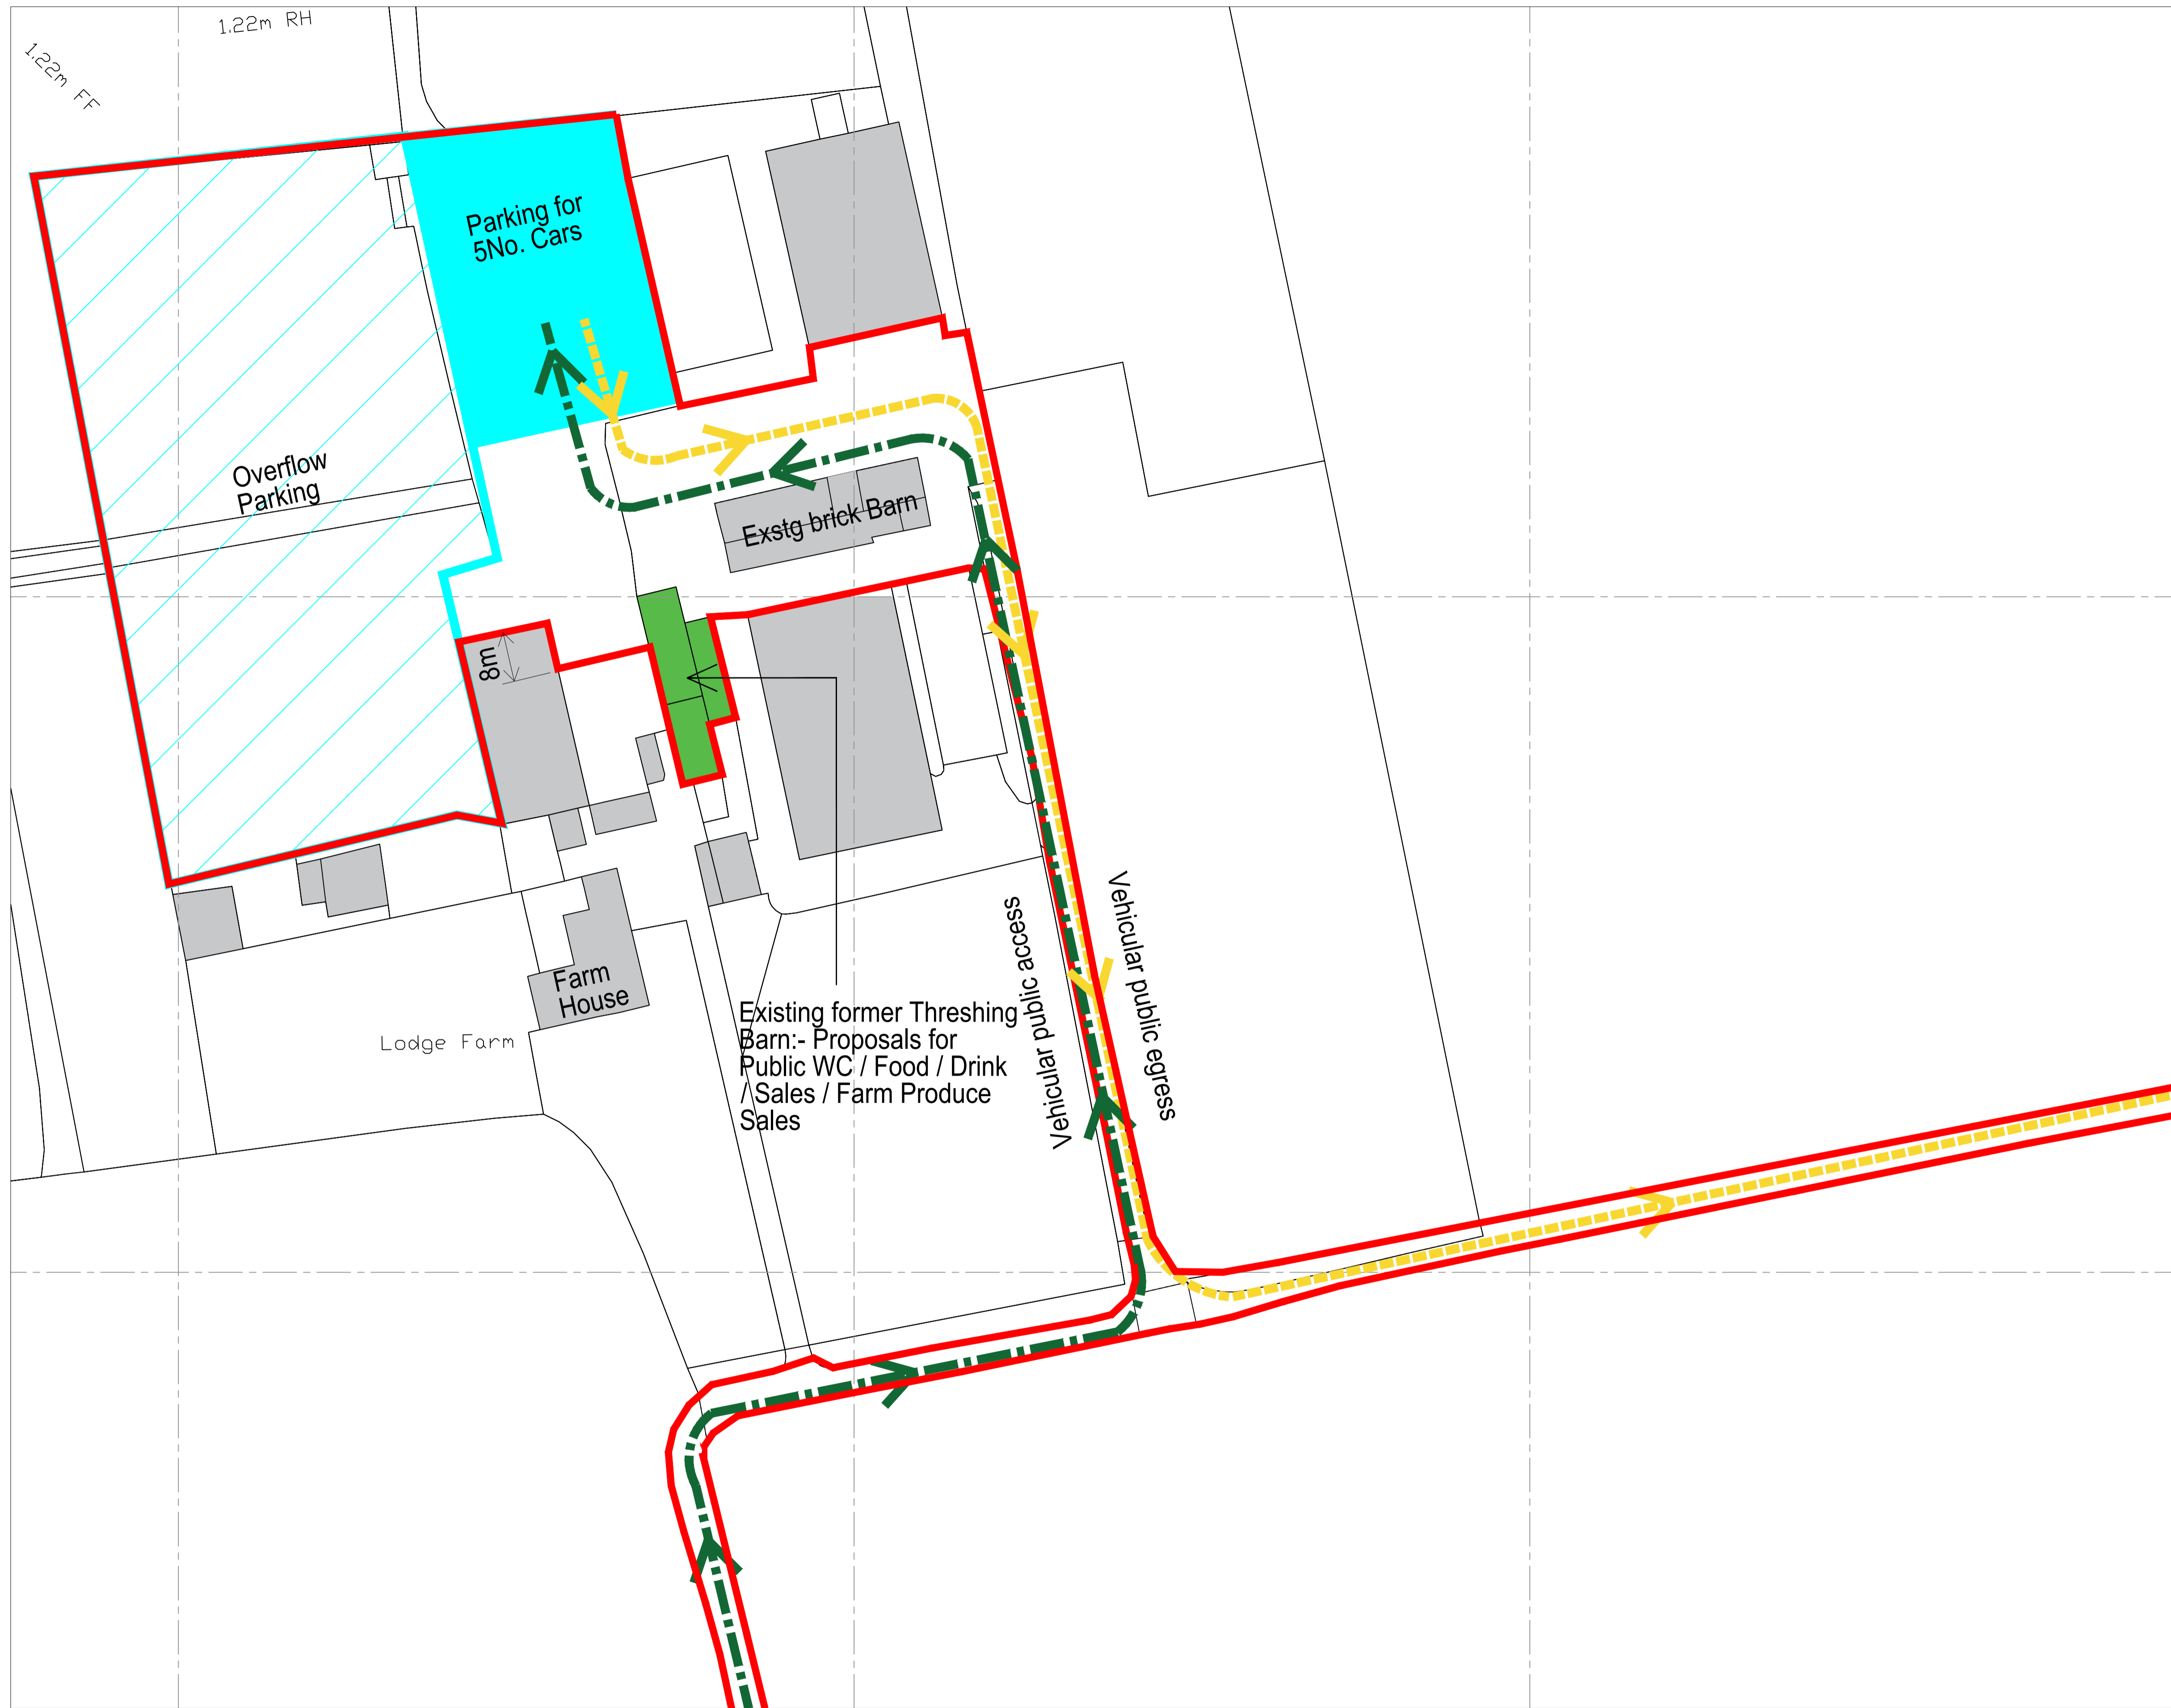 1.22m RH
1.22m FF
Parking for
5No. Cars
Overflow
Parking
Exstg brick Barn
8m
Vehicular public access
Vehicular public egress
Farm
House
Lodge Farm
Existing former Threshing
Barn:- Proposals for
Public WC / Food / Drink
/ Sales / Farm Produce
Sales